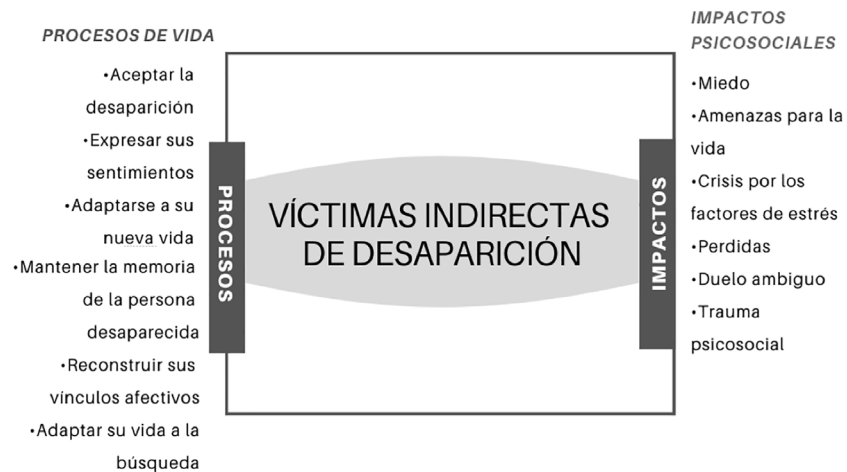 PROCESOS DE VIDA
•Aceptar la
desaparición
•Expresar sus
sentimientos
•Adaptarse a su
nueva vida
•Mantener la memoria
de la persona
desaparecida
•Reconstruir sus
vínculos afectivos
•Adaptar su vida a la
búsqueda
PROCESOS
VÍCTIMAS INDIRECTAS
DE DESAPARICIÓN
IMPACTOS
IMPACTOS
PSICOSOCIALES
•Miedo
•Amenazas para la
vida
•Crisis por los
factores de estrés
•Perdidas
•Duelo ambiguo
•Trauma
psicosocial